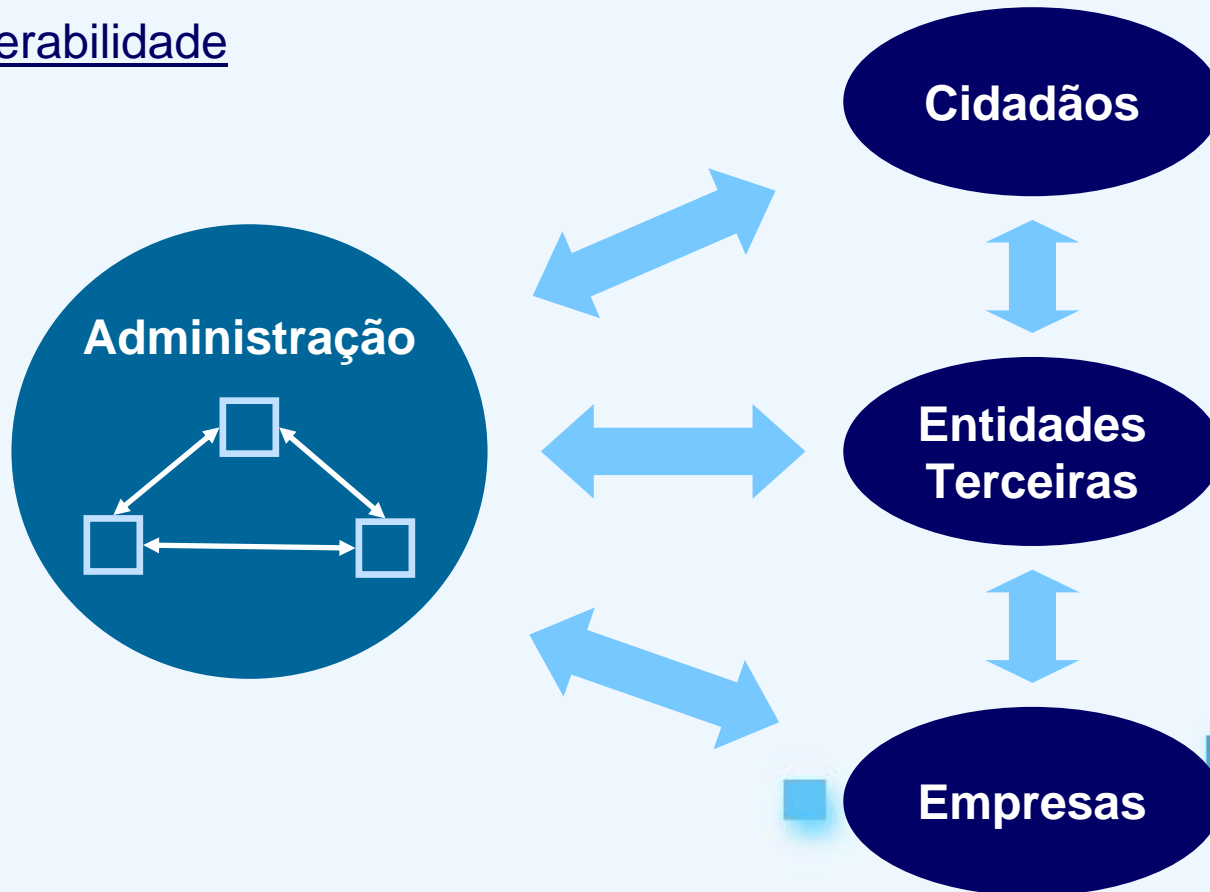 erabilidade
Cidadãos
Administração
Entidades
Terceiras
Empresas